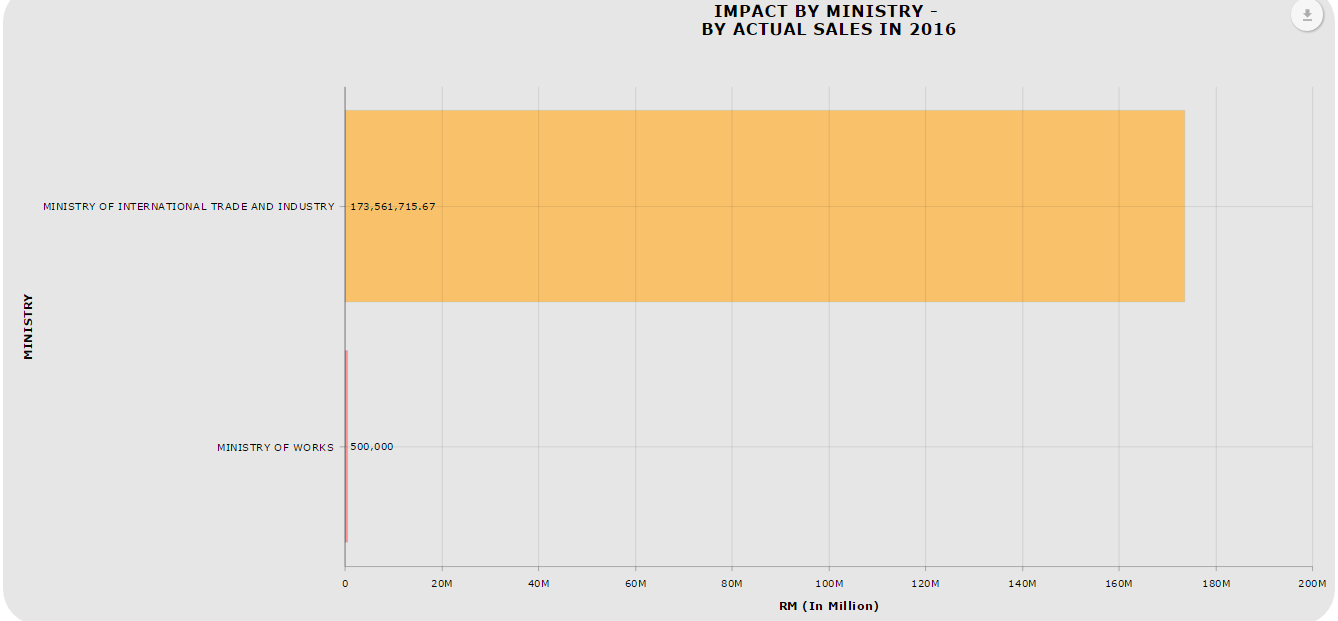 IMPACT BY MINISTRY -
BY ACTUAL SALES IN 2016
MINISTRY OF INTERNATIONAL TRADE AND INDUSTRY
173,561,715.67
MINISTRY
MINISTRY OF WORKS
500,000
0 20M 40M 60M 80M 100M 120M 140M 160M 180M 200M
RM (In Million)